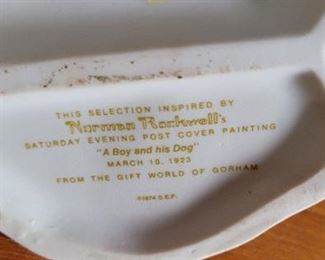 THIS SELECTION INSPIRED BY
Norman Rockwell's
SATURDAY EVENING POST COVER PAINTING
"A Boy and his Dog"
MARCH 10, 1923
FROM THE GIFT WORLD OF GORHAM
©1974 S.E.P.